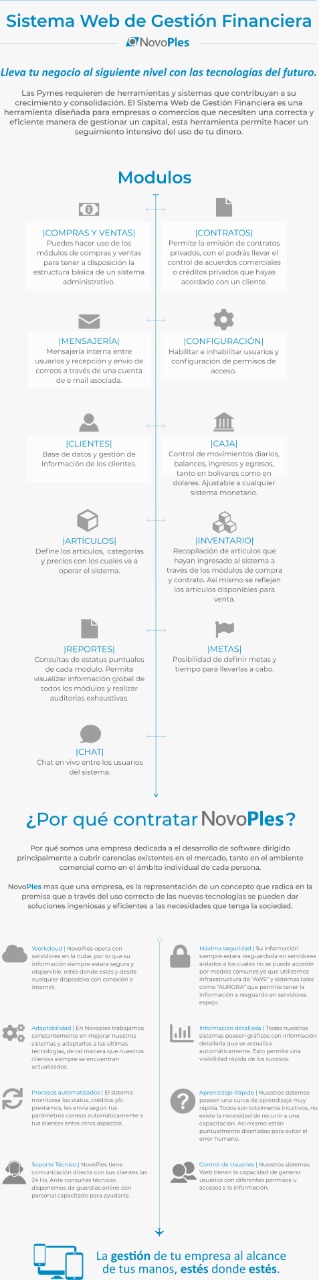 Sistema Web de Gestión Financiera
NovoPles
Lleva tu negocio al siguiente nivel con las tecnologías del futuro.
Las Pymes requieren de herramientas y sistemas que contribuyan a su
crecimiento y consolidación. El Sistema Web de Gestión Financiera es una
herramienta diseñada para empresas o comercios que necesiten una correcta y
eficiente manera de gestionar un capital, esta herramienta permite hacer un
seguimiento intensivo del uso de tu dinero.
Modulos
|COMPRAS Y VENTAS|
Puedes hacer uso de los
módulos de compras y ventas
para tener a disposición la
estructura básica de un sistema
administrativo.
|CONTRATOS|
Permite la emisión de contratos
privados, con el podrás llevar el
control de acuerdos comerciales
o créditos privados que hayas
acordado con un cliente.
|MENSAJERÍA|
Mensajería interna entre
usuarios y recepción y envío de
correos a través de una cuenta
de e mail asociada.
|CONFIGURACIÓN|
Habilitar e inhabilitar usuarios y
configuración de permisos de
acceso.
|CLIENTES|
Base de datos y gestión de
información de los clientes.
|CAJA|
Control de movimientos diarios,
balances, ingresos y egresos,
tanto en bolivares como en
dolares. Ajustable a cualquier
sistema monetario.
|ARTÍCULOS|
Define los artículos, categorías
y precios con los cuales va a
operar el sistema.
|INVENTARIO|
Recopilación de artículos que
hayan ingresado al sistema a
través de los módulos de compra
y contrato. Así mismo se reflejan
los artículos disponibles para
venta.
|REPORTES|
Consultas de estatus puntuales
de cada modulo. Permite
visualizar información global de
todos los módulos y realizar
auditorias exhaustivas.
|METAS|
Posibilidad de definir metas y
tiempo para llevarlas a cabo.
|CHAT|
Chat en vivo entre los usuarios
del sistema.
¿Por qué contratar NovoPles?
Por qué somos una empresa dedicada a el desarrollo de software dirigido
principalmente a cubrir carencias existentes en el mercado, tanto en el ambiente
comercial como en el ámbito individual de cada persona.
NovoPles mas que una empresa, es la representación de un concepto que radica en la
premisa que a través del uso correcto de las nuevas tecnologías se pueden dar
soluciones ingeniosas y eficientes a las necesidades que tenga la sociedad.
Workcloud | NovoPles opera con
servidores en la nube, por lo que su
información siempre estara segura y
disponible, estés donde estés y desde
cualquier dispositivo con conexión a
internet.
Máxima seguridad | Su información
siempre estara resguardada en servidores
aislados a los cuales no se puede acceder
por medios comunes ya que utilizamos
infraestructura de "AWS" y sistemas tales
como "AURORA" que permite tener la
información a resguardo en servidores
espejo.
Adaptabilidad | En Novoples trabajamos
constantemente en mejorar nuestros
sistemas y adaptarlos a las ultimas
tecnologías, de tal manera que nuestros
clientes siempre se encuentran
actualizados.
Información detallada | Todos nuestros
sistemas poseen gráficos con información
detallada que se actualiza
automáticamente. Esto permite una
visibilidad rápida de los sucesos.
Procesos automatizados | El sistema
monitorea los status, créditos y/o
prestamos, les envía según tus
parámetros correos automáticamente a
tus clientes entre otros aspectos.
Aprendizaje Rápido | Nuestros sistemas
poseen una curva de aprendizaje muy
rápida. Todos son totalmente intuitivos, no
existe la necesidad de recurrir a una
capacitación. Así mismo están
puntualmente diseñados para evitar el
error humano.
Soporte Técnico | NovoPles tiene
comunicación directa con sus clientes las
24 Hs. Ante consultas técnicas
disponemos de guardias online con
personal capacitado para ayudarte.
Control de Usuarios | Nuestros sistemas
Web tienen la capacidad de generar
usuarios con diferentes permisos u
accesos a la información.
La gestión de tu empresa al alcance
de tus manos, estés donde estés.